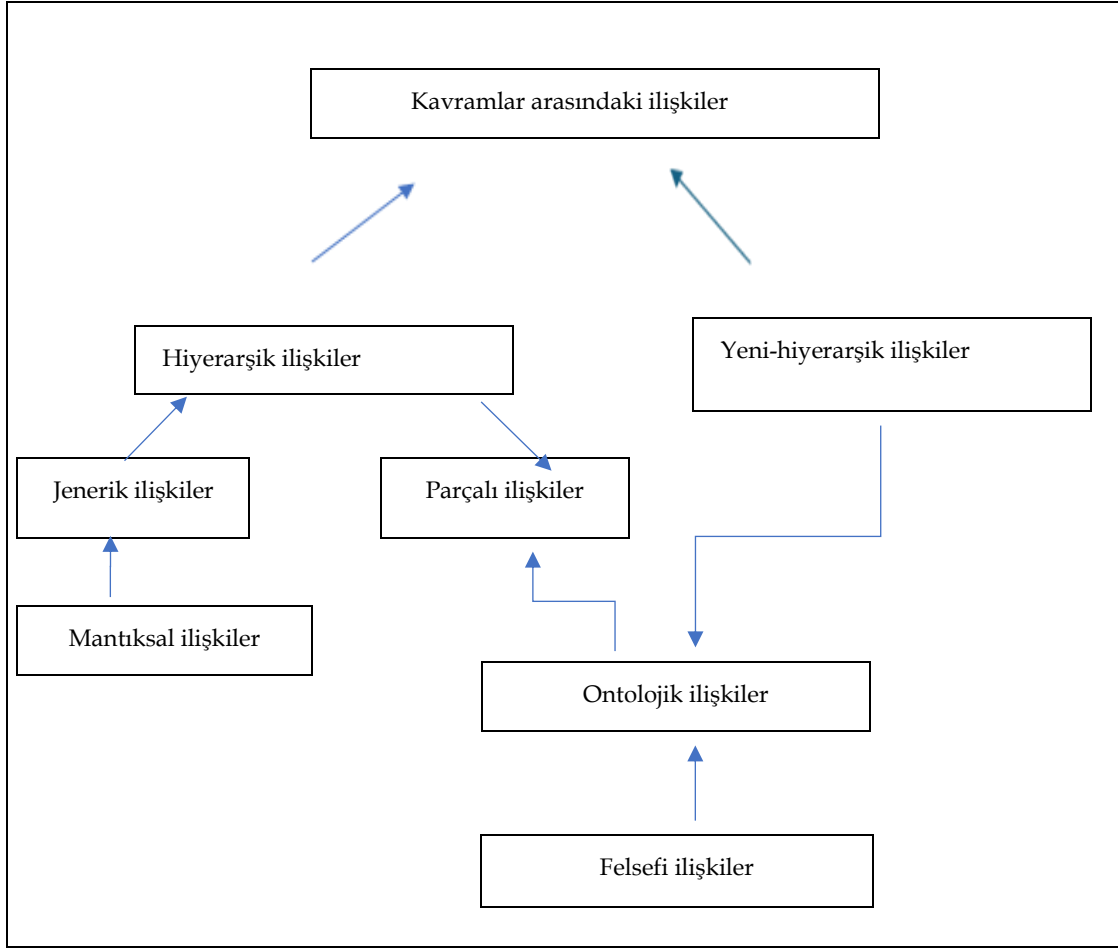 Kavramlar arasındaki ilişkiler
Hiyerarşik ilişkiler
Yeni-hiyerarşik ilişkiler
Jenerik ilişkiler
Parçalı ilişkiler
Mantıksal ilişkiler
Ontolojik ilişkiler
Felsefi ilişkiler